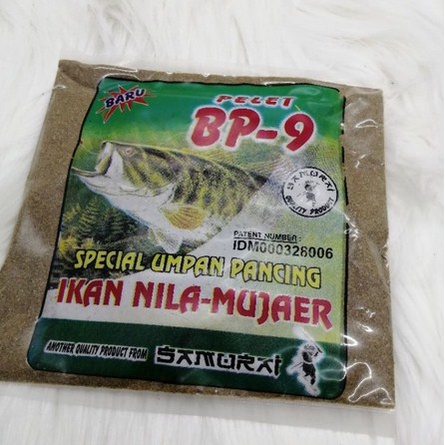 BARU
PELET
BP-9
SAMURAI
QUALITY PRODUCT
PATENT NUMBER :
IDM000328006
SPECIAL UMPAN PANCING
IKAN NILA-MUJAER
ANOTHER QUALITY PRODUCT FROM SAMURAI